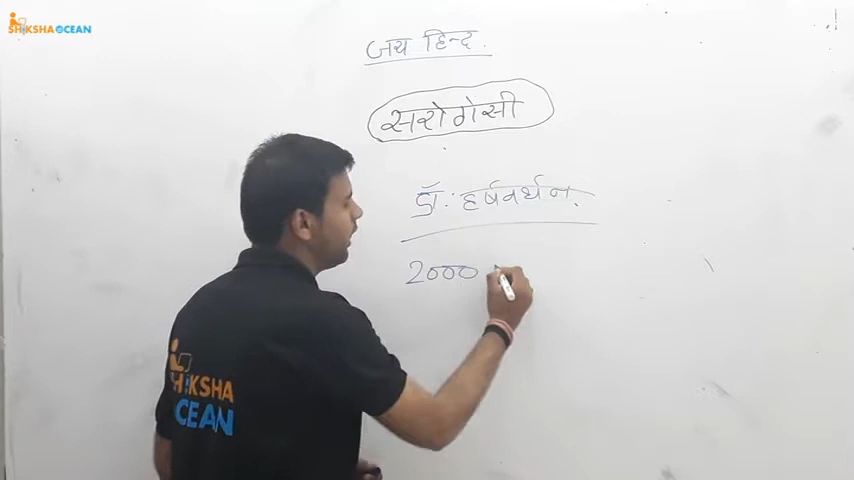 SHIKSHA OCEAN
जय हिन्द.
सरोगेसी
डॉ. हर्षवर्धन.
2000
SHIKSHA
OCEAN